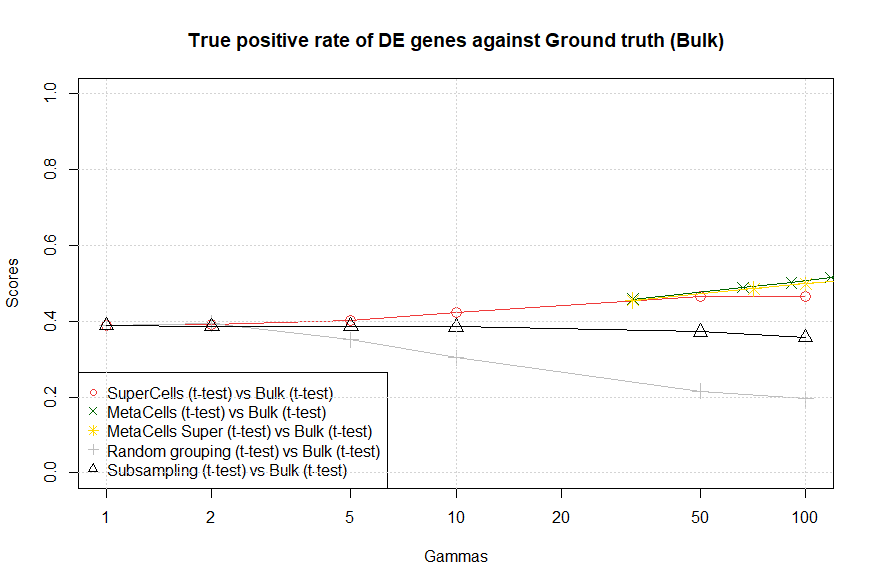 True positive rate of DE genes against Ground truth (Bulk)
Scores
1.0
0.8
0.6
0.4
0.2
0.0
SuperCells (t-test) vs Bulk (t-test)
MetaCells (t-test) vs Bulk (t-test)
MetaCells Super (t-test) vs Bulk (t-test)
Random grouping (t-test) vs Bulk (t-test)
Subsampling (t-test) vs Bulk (t-test)
1 2 5 10 20 50 100
Gammas